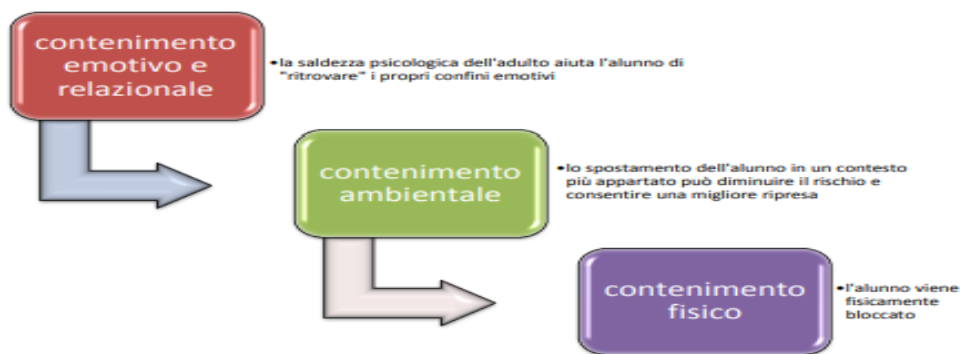 contenimento
emotivo e
relazionale
•la saldezza psicologica dell'adulto aiuta l'alunno di
"ritrovare" i propri confini emotivi
contenimento
ambientale
•lo spostamento dell'alunno in un contesto
più appartato può diminuire il rischio e
consentire una migliore ripresa
contenimento
fisico
•l'alunno viene
fisicamente
bloccato